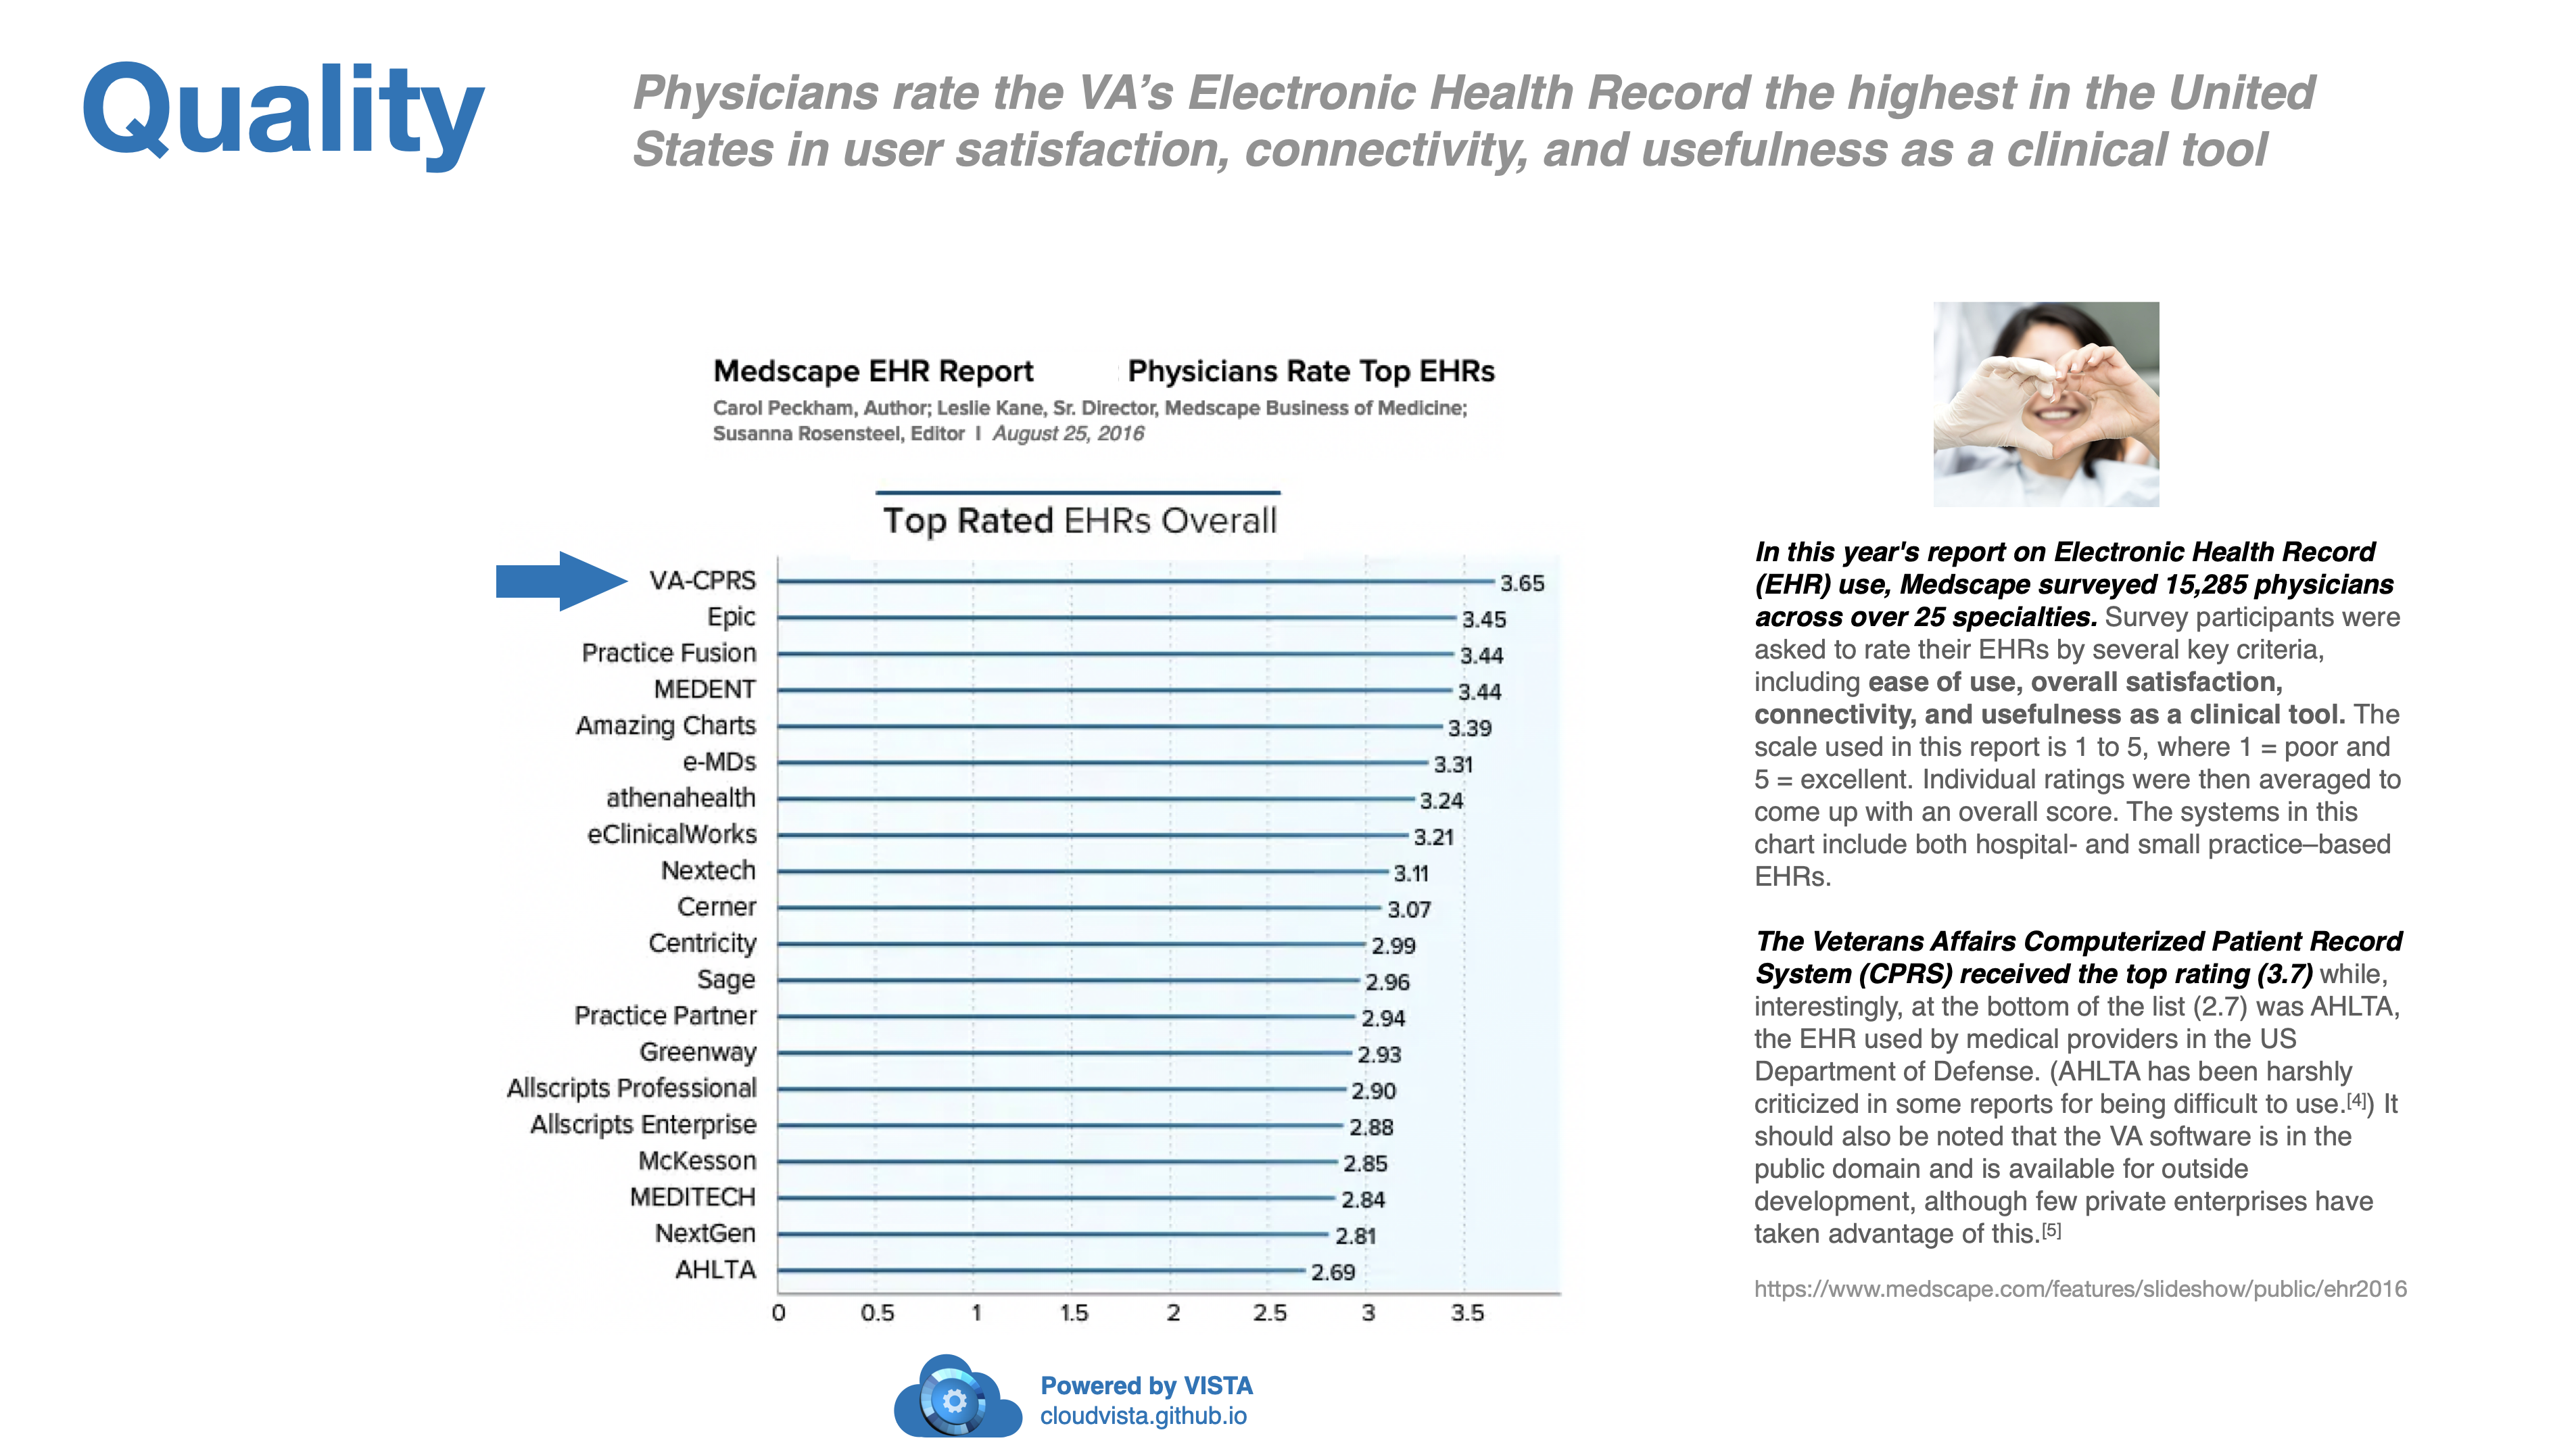 Quality
Physicians rate the VA’s Electronic Health Record the highest in the United
States in user satisfaction, connectivity, and usefulness as a clinical tool
Medscape EHR Report : Physicians Rate Top EHRs
Carol Peckham, Author; Leslie Kane, Sr. Director, Medscape Business of Medicine;
Susanna Rosensteel, Editor I August 25, 2016
Top Rated EHRs Overall
VA-CPRS 3.65
Epic 3.45
Practice Fusion 3.44
MEDENT 3.44
Amazing Charts 3.39
e-MDs 3.31
athenahealth 3.24
eClinicalWorks 3.21
Nextech 3.11
Cerner 3.07
Centricity 2.99
Sage 2.96
Practice Partner 2.94
Greenway 2.93
Allscripts Professional 2.90
Allscripts Enterprise 2.88
McKesson 2.85
MEDITECH 2.84
NextGen 2.81
AHLTA 2.69
0 0.5 1 1.5 2 2.5 3 3.5
In this year's report on Electronic Health Record
(EHR) use, Medscape surveyed 15,285 physicians
across over 25 specialties. Survey participants were
asked to rate their EHRs by several key criteria,
including ease of use, overall satisfaction,
connectivity, and usefulness as a clinical tool. The
scale used in this report is 1 to 5, where 1 = poor and
5 = excellent. Individual ratings were then averaged to
come up with an overall score. The systems in this
chart include both hospital- and small practice–based
EHRs.
The Veterans Affairs Computerized Patient Record
System (CPRS) received the top rating (3.7) while,
interestingly, at the bottom of the list (2.7) was AHLTA,
the EHR used by medical providers in the US
Department of Defense. (AHLTA has been harshly
criticized in some reports for being difficult to use.[4]) It
should also be noted that the VA software is in the
public domain and is available for outside
development, although few private enterprises have
taken advantage of this.[5]
https://www.medscape.com/features/slideshow/public/ehr2016
Powered by VISTA
cloudvista.github.io